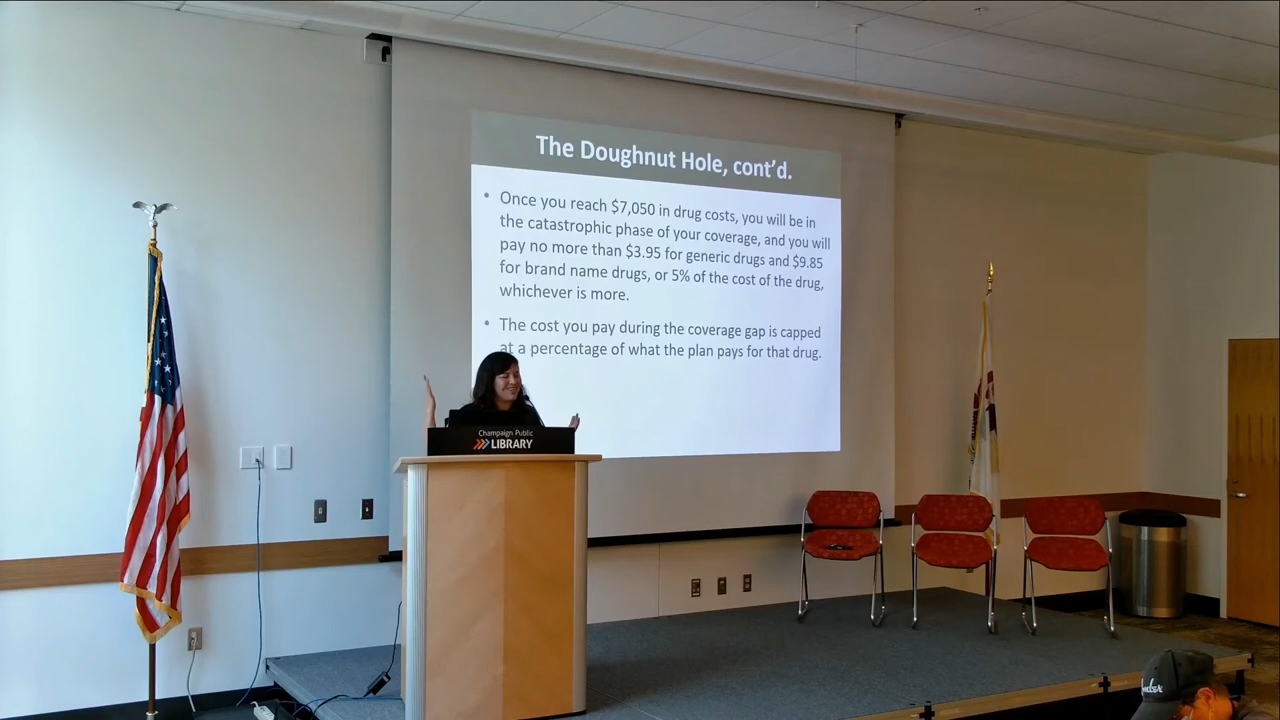 The Doughnut Hole, cont'd.
• Once you reach $7,050 in drug costs, you will be in
the catastrophic phase of your coverage, and you will
pay no more than $3.95 for generic drugs and $9.85
for brand name drugs, or 5% of the cost of the drug,
whichever is more.
• The cost you pay during the coverage gap is capped
at a percentage of what the plan pays for that drug.
Champaign Public
LIBRARY